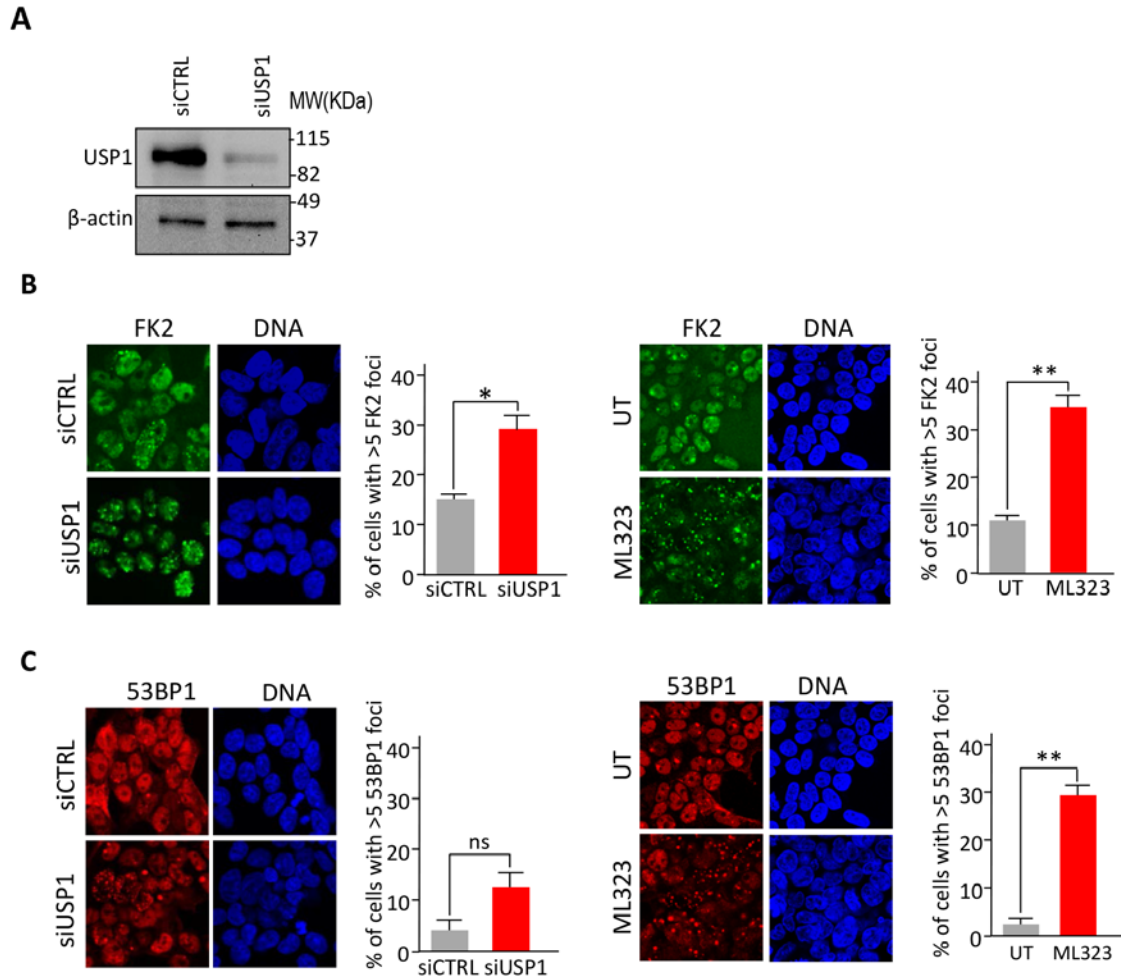 A
siCTRL
siUSP1
MW(KDa)
USP1
-115
-82
β-actin
-49
-37
B
FK2 DNA
siCTRL
siUSP1
% of cells with >5 FK2 foci
40
30
20
10
0
*
siCTRL siUSP1
FK2 DNA
UT
ML323
% of cells with >5 FK2 foci
40
30
20
10
0
**
UT ML323
C
53BP1 DNA
siCTRL
siUSP1
% of cells with >5 53BP1 foci
40
30
20
10
0
ns
siCTRL siUSP1
53BP1 DNA
UT
ML323
% of cells with >5 53BP1 foci
40
30
20
10
0
**
UT ML323